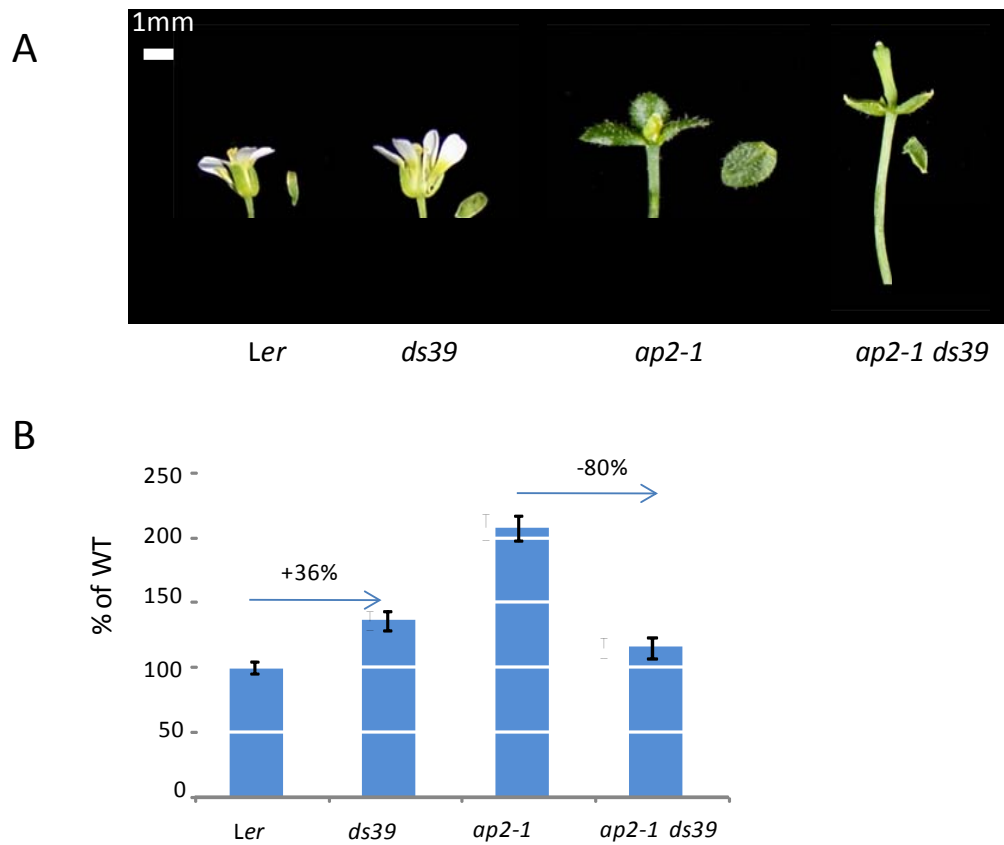 A
1mm
Ler ds39 ap2-1 ap2-1 ds39
B
% of WT
250
200
150
100
50
0
+36%
-80%
Ler ds39 ap2-1 ap2-1 ds39